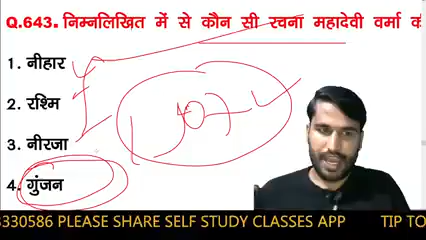 Q.643. निम्नलिखित में से कौन सी रचना महादेवी वर्मा की
1. नीहार
2. रश्मि
3. नीरजा
4. गुंजन
3330586 PLEASE SHARE SELF STUDY CLASSES APP TIP TO